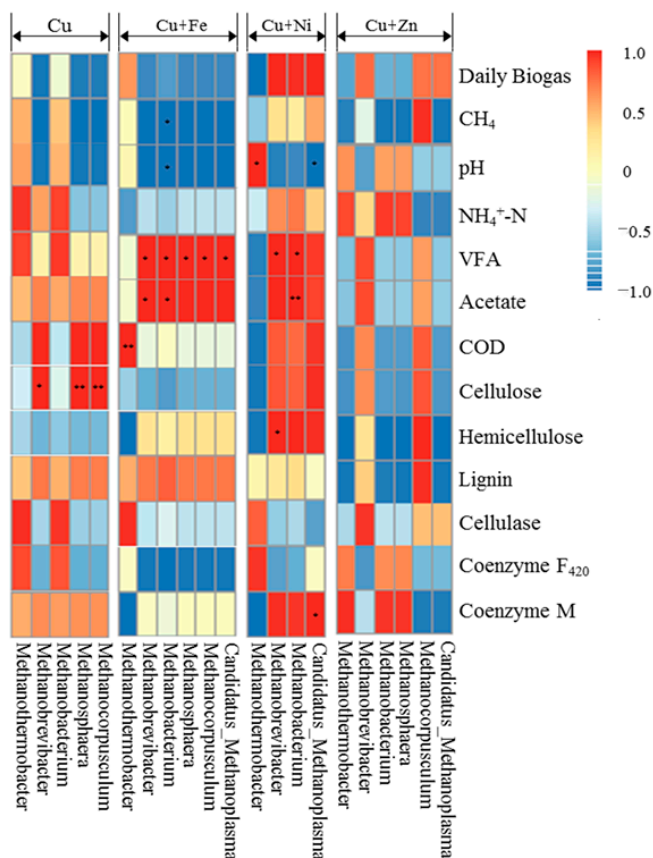 Cu
Cu+Fe
Cu+Ni
Cu+Zn
1.0
0.5
0
−0.5
−1.0
Daily Biogas
CH₄
pH
NH₄⁺-N
VFA
Acetate
COD
Cellulose
Hemicellulose
Lignin
Cellulase
Coenzyme F₄₂₀
Coenzyme M
Methanothermobacter
Methanobrevibacter
Methanobacterium
Methanosphaera
Methanocorpusculum
Methanothermobacter
Methanobrevibacter
Methanobacterium
Methanosphaera
Methanocorpusculum
Candidatus_Methanoplasma
Methanothermobacter
Methanobrevibacter
Methanobacterium
Candidatus_Methanoplasma
Methanothermobacter
Methanobrevibacter
Methanobacterium
Methanosphaera
Methanocorpusculum
Candidatus_Methanoplasma